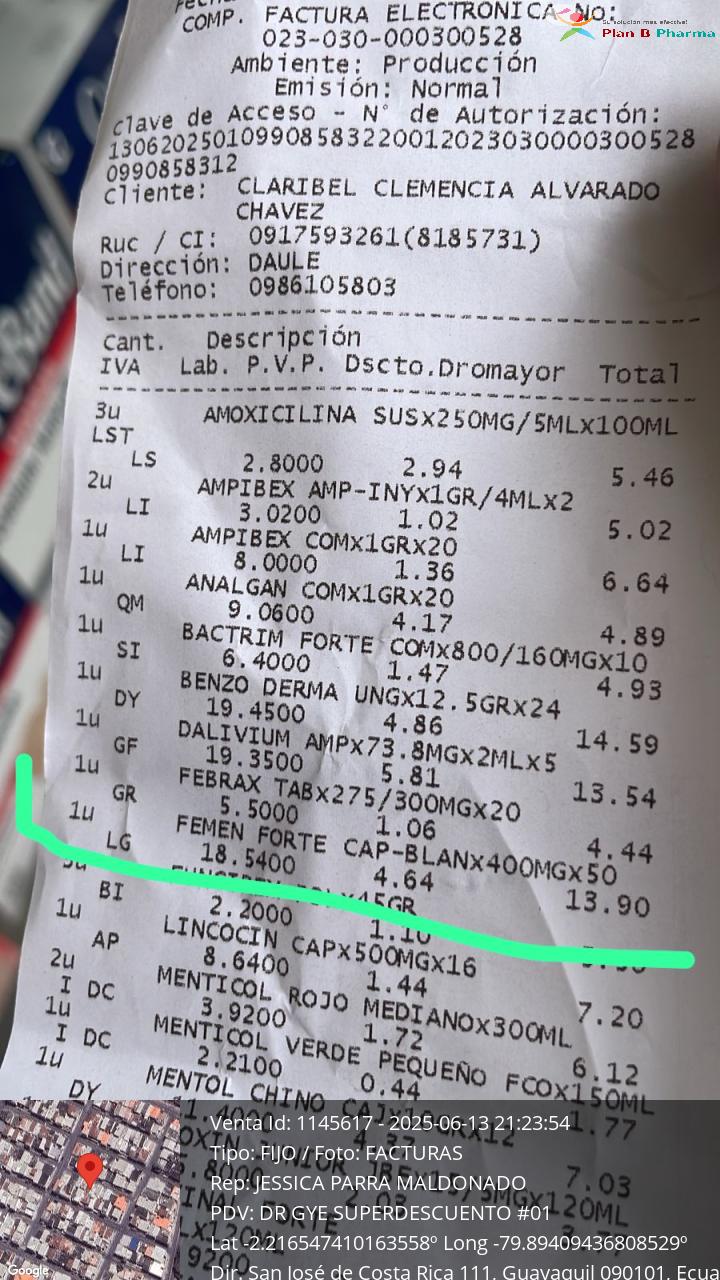 COMP. FACTURA ELECTRONICA NO:
Su solución más efectiva!
Plan B Pharma
023-030-000300528
Ambiente: Producción
Emisión: Normal
Clave de Acceso - N° de Autorización:
130620250109908583220012023030000300528
0990858312
Cliente: CLARIBEL CLEMENCIA ALVARADO
CHAVEZ
Ruc / CI: 0917593261(8185731)
Dirección: DAULE
Teléfono: 0986105803
Cant. Descripción
IVA Lab. P.V.P. Dscto.Dromayor Total
3u AMOXICILINA SUSx250MG/5MLx100ML
LST
LS 2.8000 2.94 5.46
2u AMPIBEX AMP-INYx1GR/4MLx2
LI 3.0200 1.02 5.02
1u AMPIBEX COMx1GRx20
LI 8.0000 1.36 6.64
1u ANALGAN COMx1GRx20
QM 9.0600 4.17 4.89
1u BACTRIM FORTE COMx800/160MGx10
SI 6.4000 1.47 4.93
1u BENZO DERMA UNGx12.5GRx24
DY 19.4500 4.86 14.59
1u DALIVIUM AMPx73.8MGx2MLx5
GF 19.3500 5.81 13.54
1u FEBRAX TABx275/300MGx20
GR 5.5000 1.06 4.44
1u FEMEN FORTE CAP-BLANx400MGx50
LG 18.5400 4.64 13.90
x45GR
BI 2.2000 1.10
1u LINCOCIN CAPx500MGx16
AP 8.6400 1.44 7.20
2u MENTICOL ROJO MEDIANOx300ML
I DC 3.9200 1.72 6.12
1u MENTICOL VERDE PEQUEÑO FCOx150ML
I DC 2.2100 0.44 1.77
1u MENTOL CHINO
DY 7.03
Venta Id: 1145617 - 2025-06-13 21:23:54
Tipo: FIJO / Foto: FACTURAS
Rep: JESSICA PARRA MALDONADO
PDV: DR GYE SUPERDESCUENTO #01
Lat -2.216547410163558º Long -79.89409436808529º
Dir. San José de Costa Rica 111, Guayaquil 090101, Ecua
Google